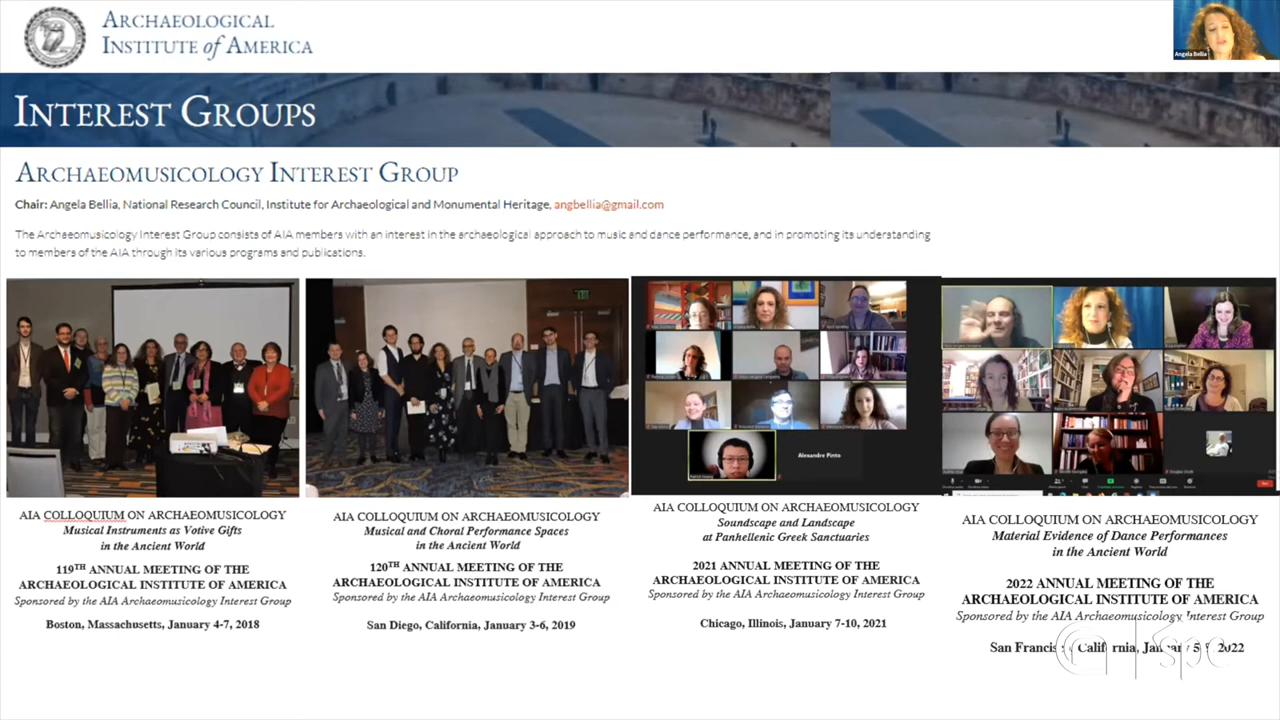 ARCHAEOLOGICAL
INSTITUTE of AMERICA
Angela Bellia
INTEREST GROUPS
ARCHAEOMUSICOLOGY INTEREST GROUP
Chair: Angela Bellia, National Research Council, Institute for Archaeological and Monumental Heritage, angbellia@gmail.com
The Archaeomusicology Interest Group consists of AIA members with an interest in the archaeological approach to music and dance performance, and in promoting its understanding
to members of the AIA through its various programs and publications.
Alexandre Pinto
AIA COLLOQUIUM ON ARCHAEOMUSICOLOGY
Musical Instruments as Votive Gifts
in the Ancient World
119TH ANNUAL MEETING OF THE
ARCHAEOLOGICAL INSTITUTE OF AMERICA
Sponsored by the AIA Archaeomusicology Interest Group
Boston, Massachusetts, January 4-7, 2018
AIA COLLOQUIUM ON ARCHAEOMUSICOLOGY
Musical and Choral Performance Spaces
in the Ancient World
120TH ANNUAL MEETING OF THE
ARCHAEOLOGICAL INSTITUTE OF AMERICA
Sponsored by the AIA Archaeomusicology Interest Group
San Diego, California, January 3-6, 2019
AIA COLLOQUIUM ON ARCHAEOMUSICOLOGY
Soundscape and Landscape
at Panhellenic Greek Sanctuaries
2021 ANNUAL MEETING OF THE
ARCHAEOLOGICAL INSTITUTE OF AMERICA
Sponsored by the AIA Archaeomusicology Interest Group
Chicago, Illinois, January 7-10, 2021
AIA COLLOQUIUM ON ARCHAEOMUSICOLOGY
Material Evidence of Dance Performances
in the Ancient World
2022 ANNUAL MEETING OF THE
ARCHAEOLOGICAL INSTITUTE OF AMERICA
Sponsored by the AIA Archaeomusicology Interest Group
San Francisco, California, January 2022